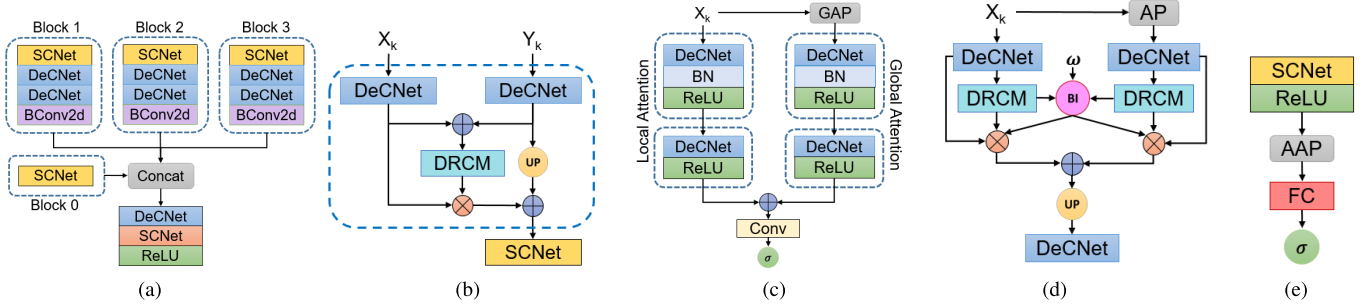 Block 1
Block 2
Block 3
SCNet
DeCNet
DeCNet
BConv2d
SCNet
DeCNet
DeCNet
BConv2d
SCNet
DeCNet
DeCNet
BConv2d
SCNet
Concat
Block 0
DeCNet
SCNet
ReLU
(a)
Xk
Yk
DeCNet
DeCNet
DRCM
UP
SCNet
(b)
Xk
GAP
Local Attention
DeCNet
BN
ReLU
DeCNet
BN
ReLU
Global Attention
DeCNet
ReLU
DeCNet
ReLU
Conv
σ
(c)
Xk
AP
DeCNet
ω
DeCNet
DRCM
BI
DRCM
UP
DeCNet
(d)
SCNet
ReLU
AAP
FC
σ
(e)